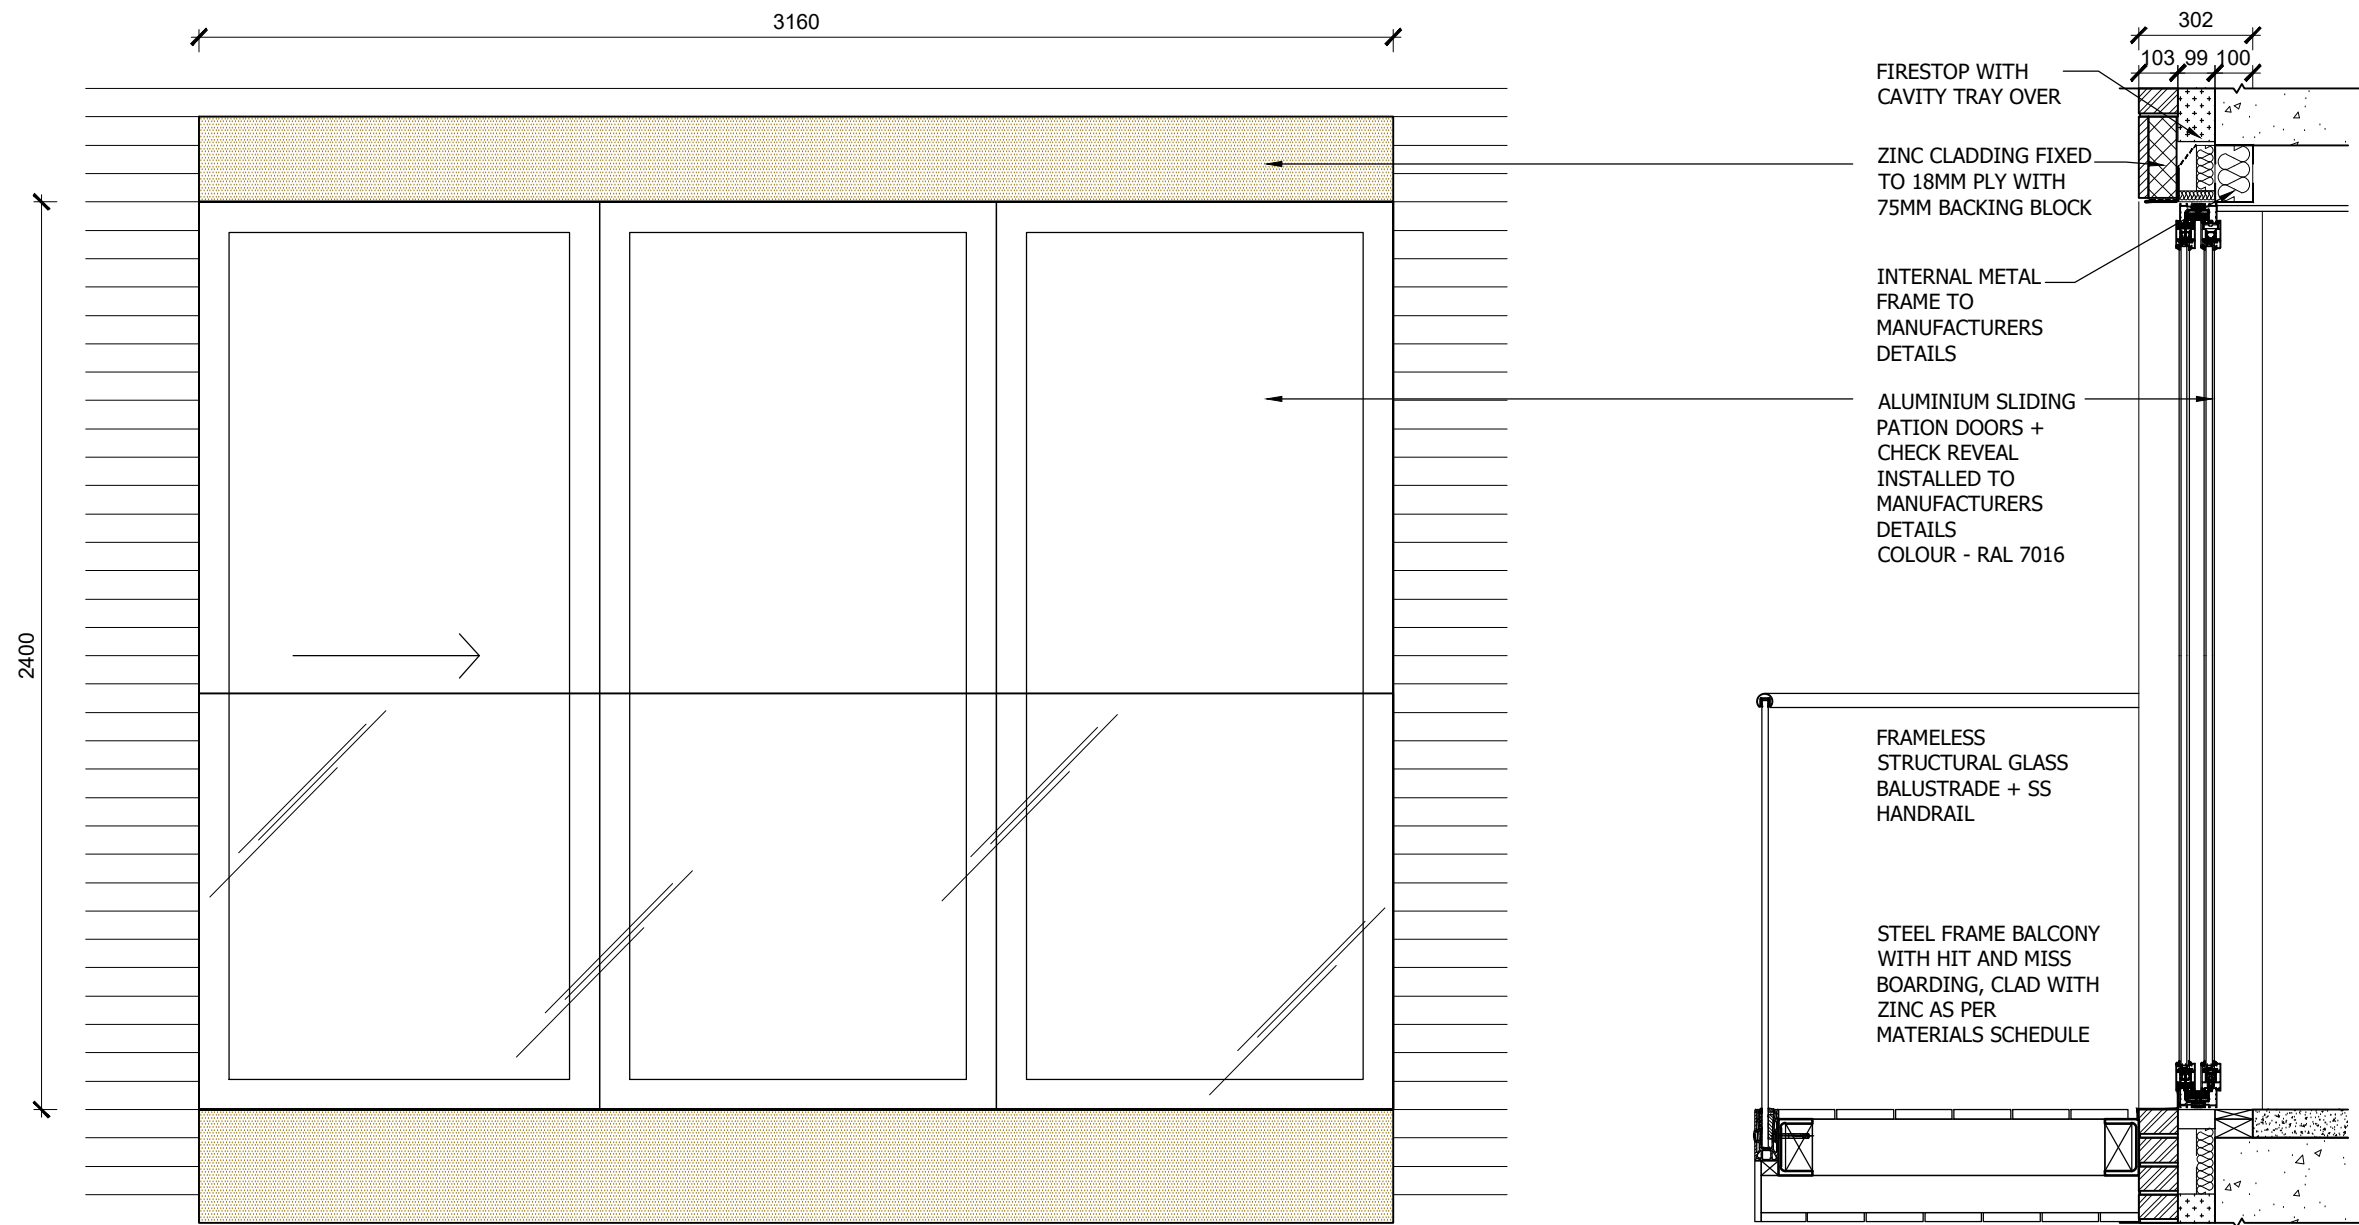 3160
302
103 99 100
2400
FIRESTOP WITH
CAVITY TRAY OVER
ZINC CLADDING FIXED
TO 18MM PLY WITH
75MM BACKING BLOCK
INTERNAL METAL
FRAME TO
MANUFACTURERS
DETAILS
ALUMINIUM SLIDING
PATION DOORS +
CHECK REVEAL
INSTALLED TO
MANUFACTURERS
DETAILS
COLOUR - RAL 7016
FRAMELESS
STRUCTURAL GLASS
BALUSTRADE + SS
HANDRAIL
STEEL FRAME BALCONY
WITH HIT AND MISS
BOARDING, CLAD WITH
ZINC AS PER
MATERIALS SCHEDULE